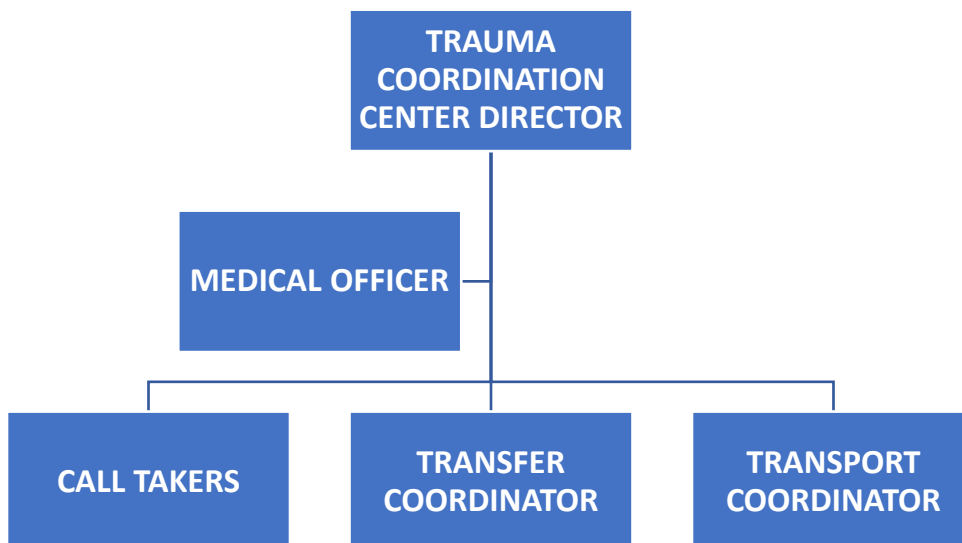 TRAUMA
COORDINATION
CENTER DIRECTOR
MEDICAL OFFICER
CALL TAKERS
TRANSFER
COORDINATOR
TRANSPORT
COORDINATOR